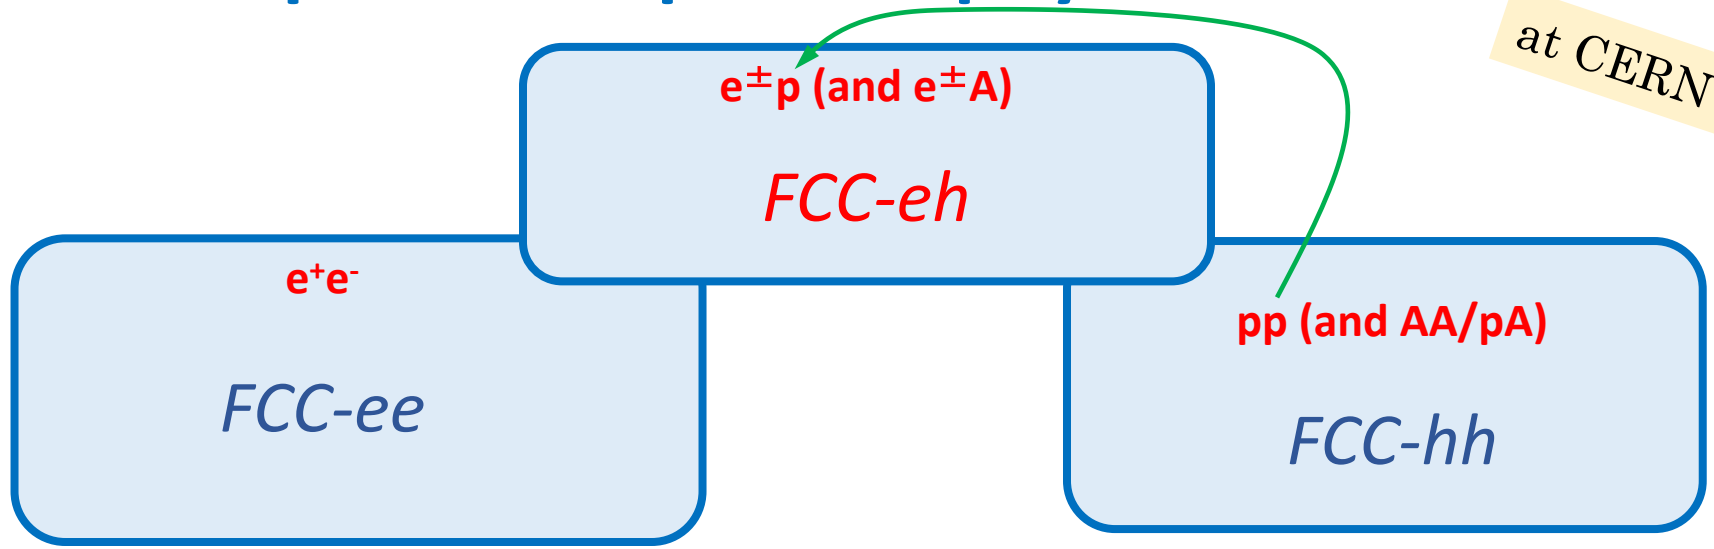 at CERN
e±p (and e±A)
FCC-eh
e⁺e⁻
FCC-ee
pp (and AA/pA)
FCC-hh